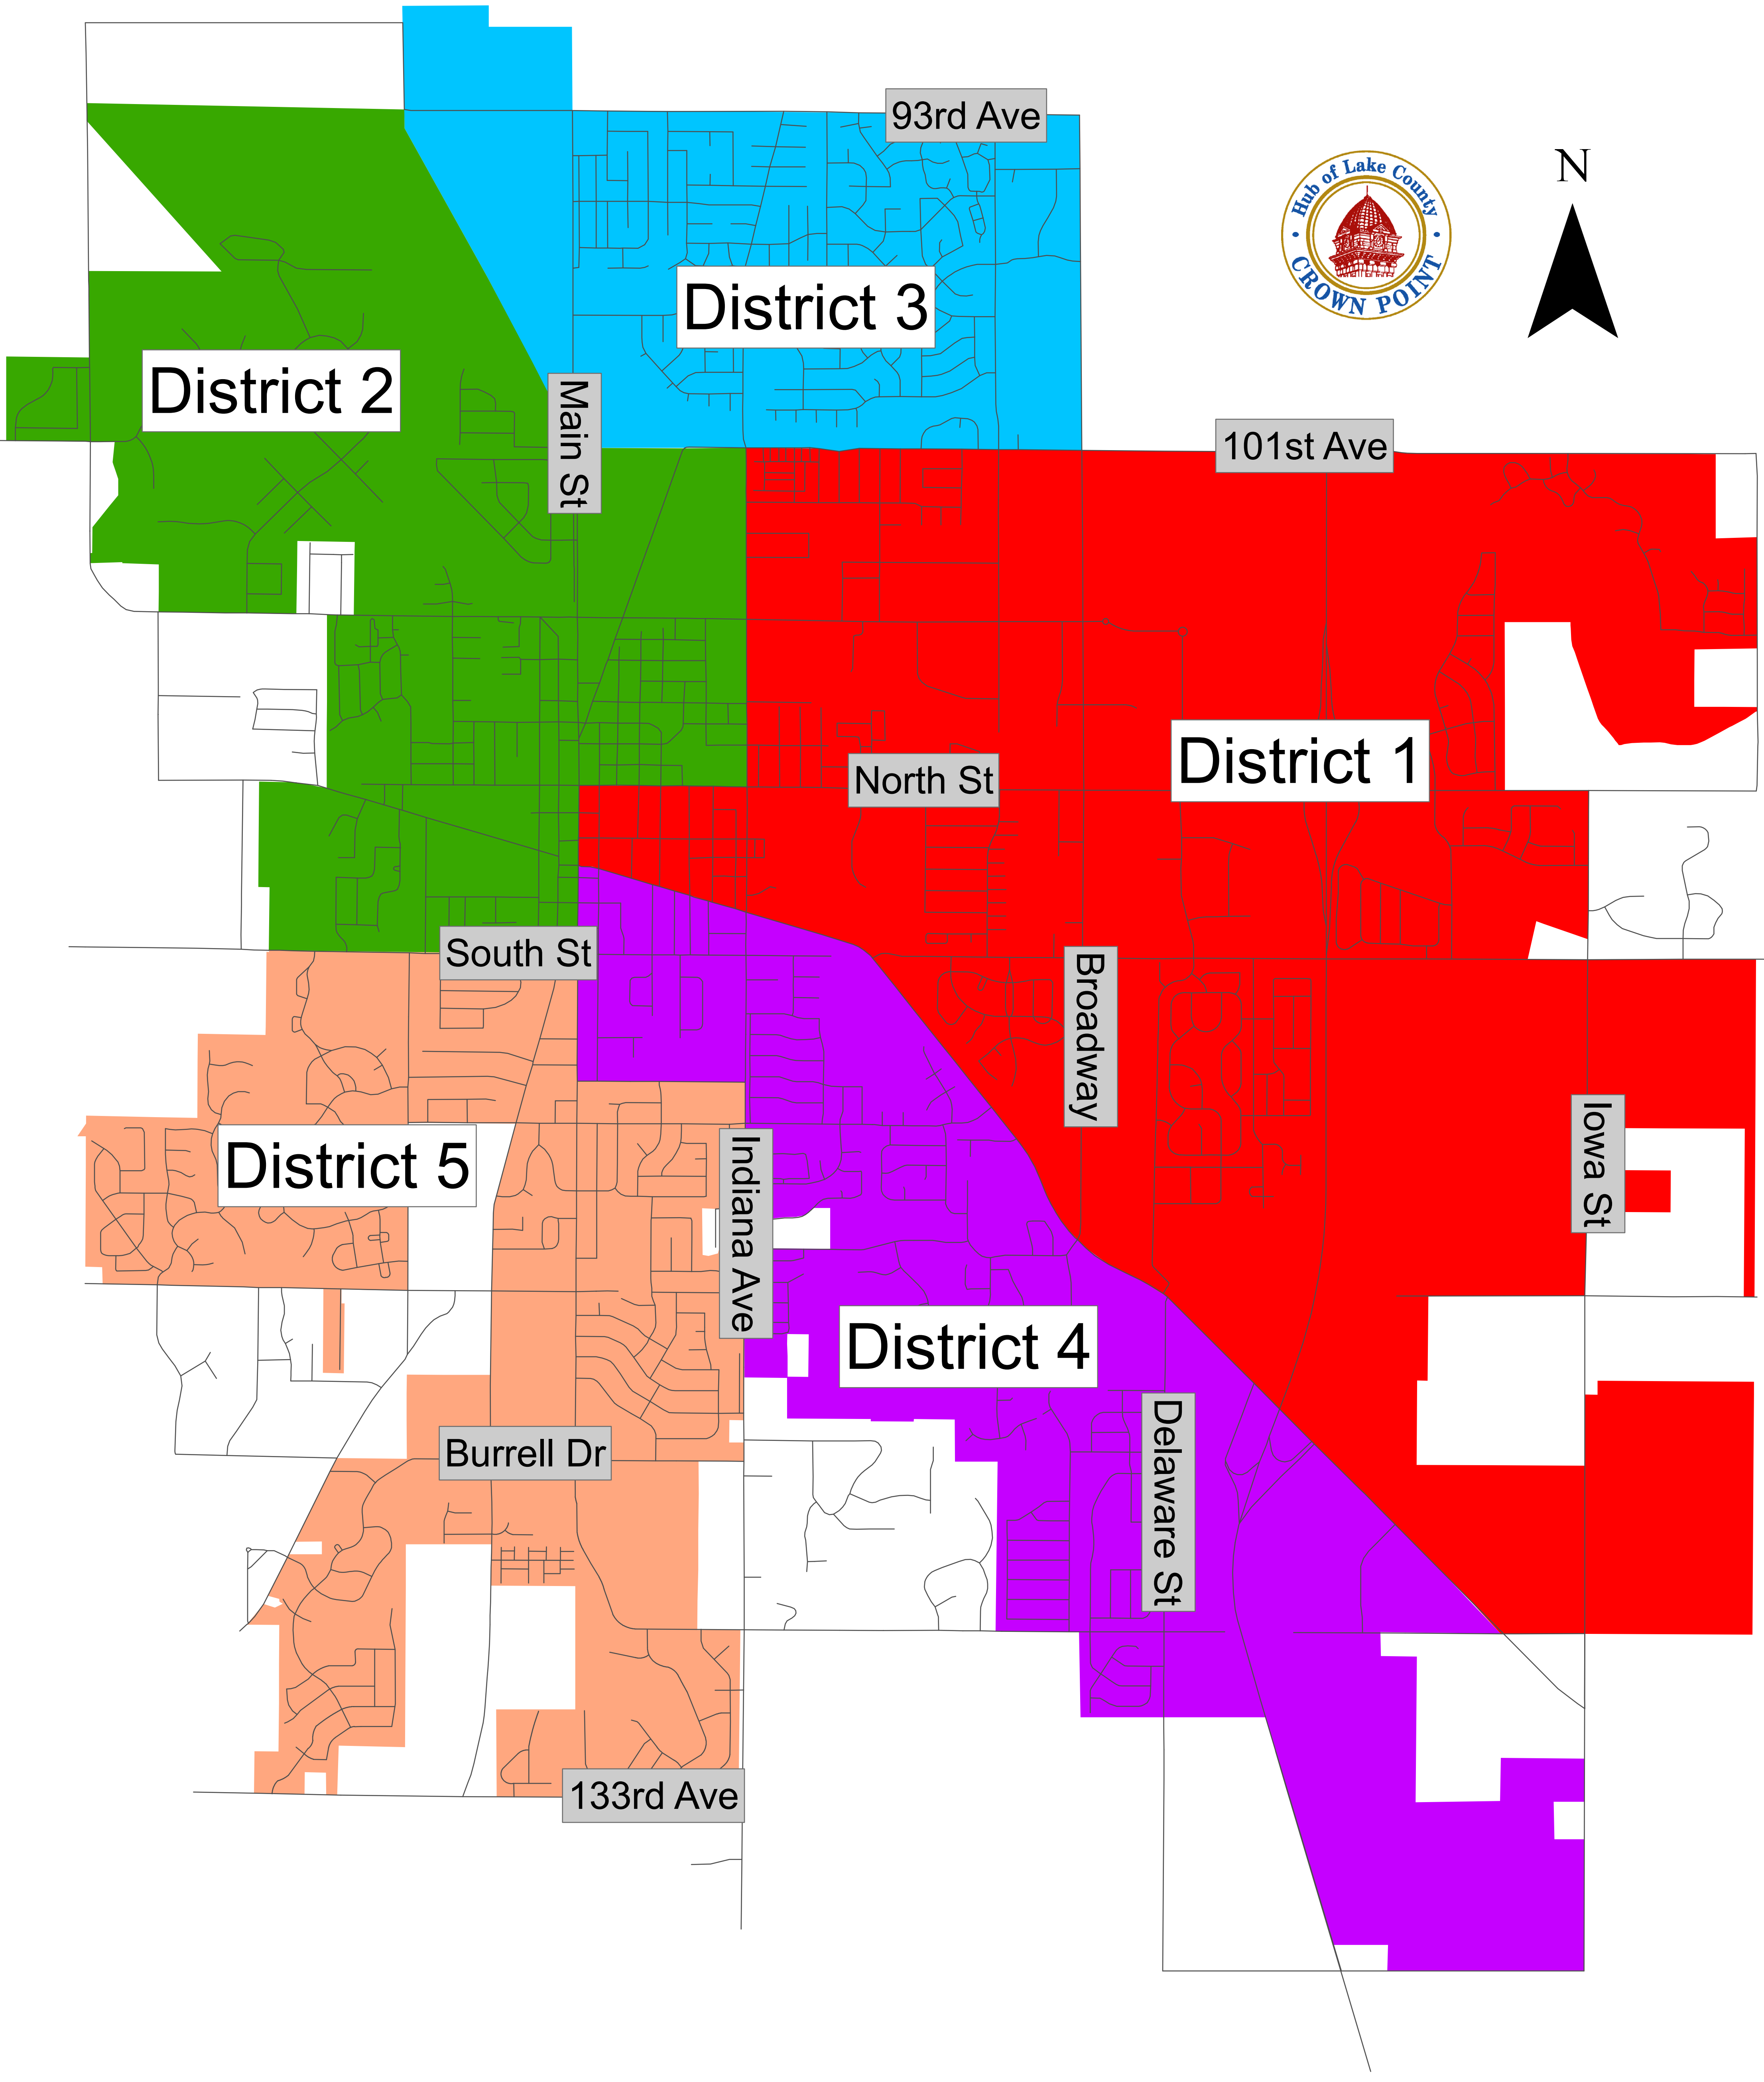 93rd Ave
Hub of Lake County
CROWN POINT
N
District 3
District 2
Main St
101st Ave
North St
District 1
South St
Broadway
Iowa St
District 5
Indiana Ave
District 4
Delaware St
Burrell Dr
133rd Ave